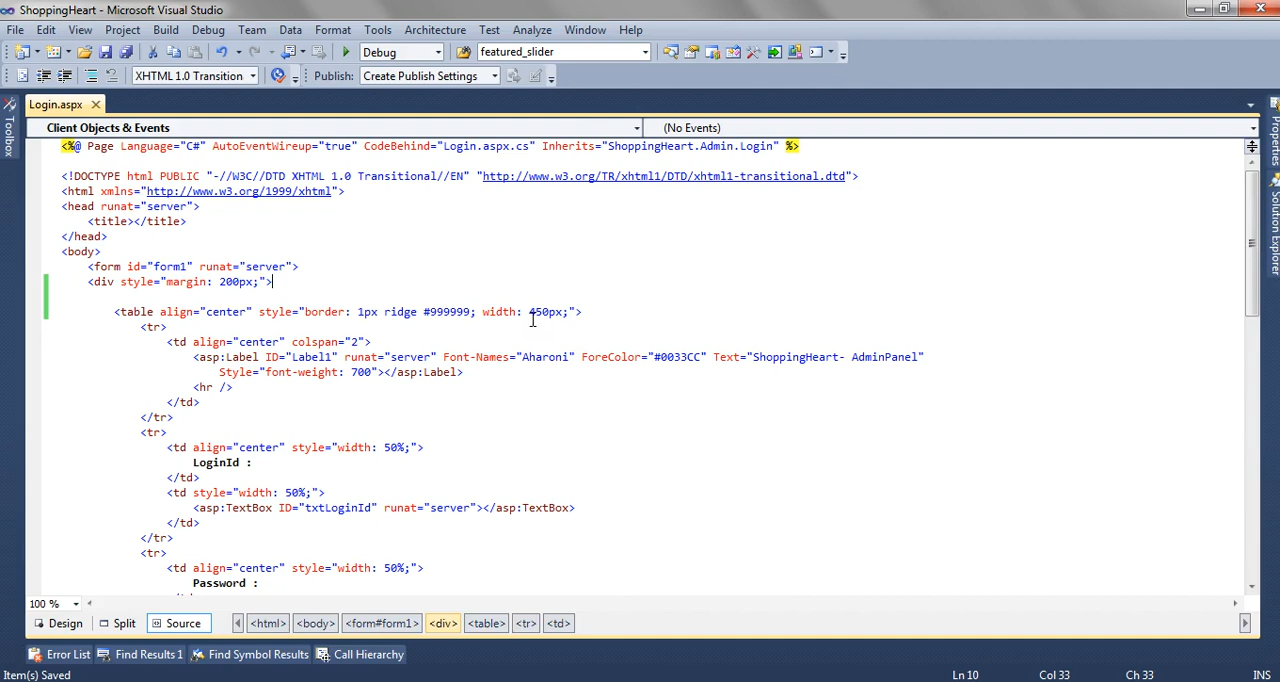 ShoppingHeart - Microsoft Visual Studio
File Edit View Project Build Debug Team Data Format Tools Architecture Test Analyze Window Help
Debug featured_slider
XHTML 1.0 Transition Publish: Create Publish Settings
Login.aspx
Toolbox
Properties
Solution Explorer
Client Objects & Events (No Events)
<%@ Page Language="C#" AutoEventWireup="true" CodeBehind="Login.aspx.cs" Inherits="ShoppingHeart.Admin.Login" %>
<!DOCTYPE html PUBLIC "-//W3C//DTD XHTML 1.0 Transitional//EN" "http://www.w3.org/TR/xhtml1/DTD/xhtml1-transitional.dtd">
<html xmlns="http://www.w3.org/1999/xhtml">
<head runat="server">
<title></title>
</head>
<body>
<form id="form1" runat="server">
<div style="margin: 200px;">
<table align="center" style="border: 1px ridge #999999; width: 450px;">
<tr>
<td align="center" colspan="2">
<asp:Label ID="Label1" runat="server" Font-Names="Aharoni" ForeColor="#0033CC" Text="ShoppingHeart- AdminPanel"
Style="font-weight: 700"></asp:Label>
<hr />
</td>
</tr>
<tr>
<td align="center" style="width: 50%;">
LoginId :
</td>
<td style="width: 50%;">
<asp:TextBox ID="txtLoginId" runat="server"></asp:TextBox>
</td>
</tr>
<tr>
<td align="center" style="width: 50%;">
Password :
100 %
Design Split Source <html> <body> <form#form1> <div> <table> <tr> <td>
Error List Find Results 1 Find Symbol Results Call Hierarchy
Item(s) Saved Ln 10 Col 33 Ch 33 INS